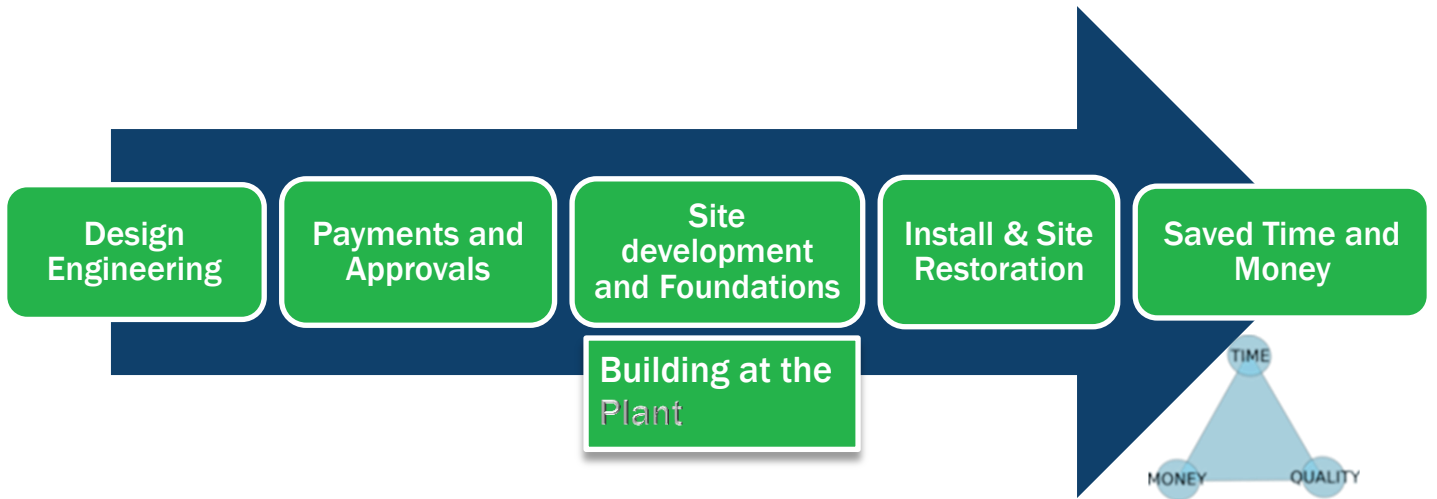 Design
Engineering
Payments and
Approvals
Site
development
and Foundations
Install & Site
Restoration
Saved Time and
Money
Building at the
Plant
TIME
MONEY
QUALITY